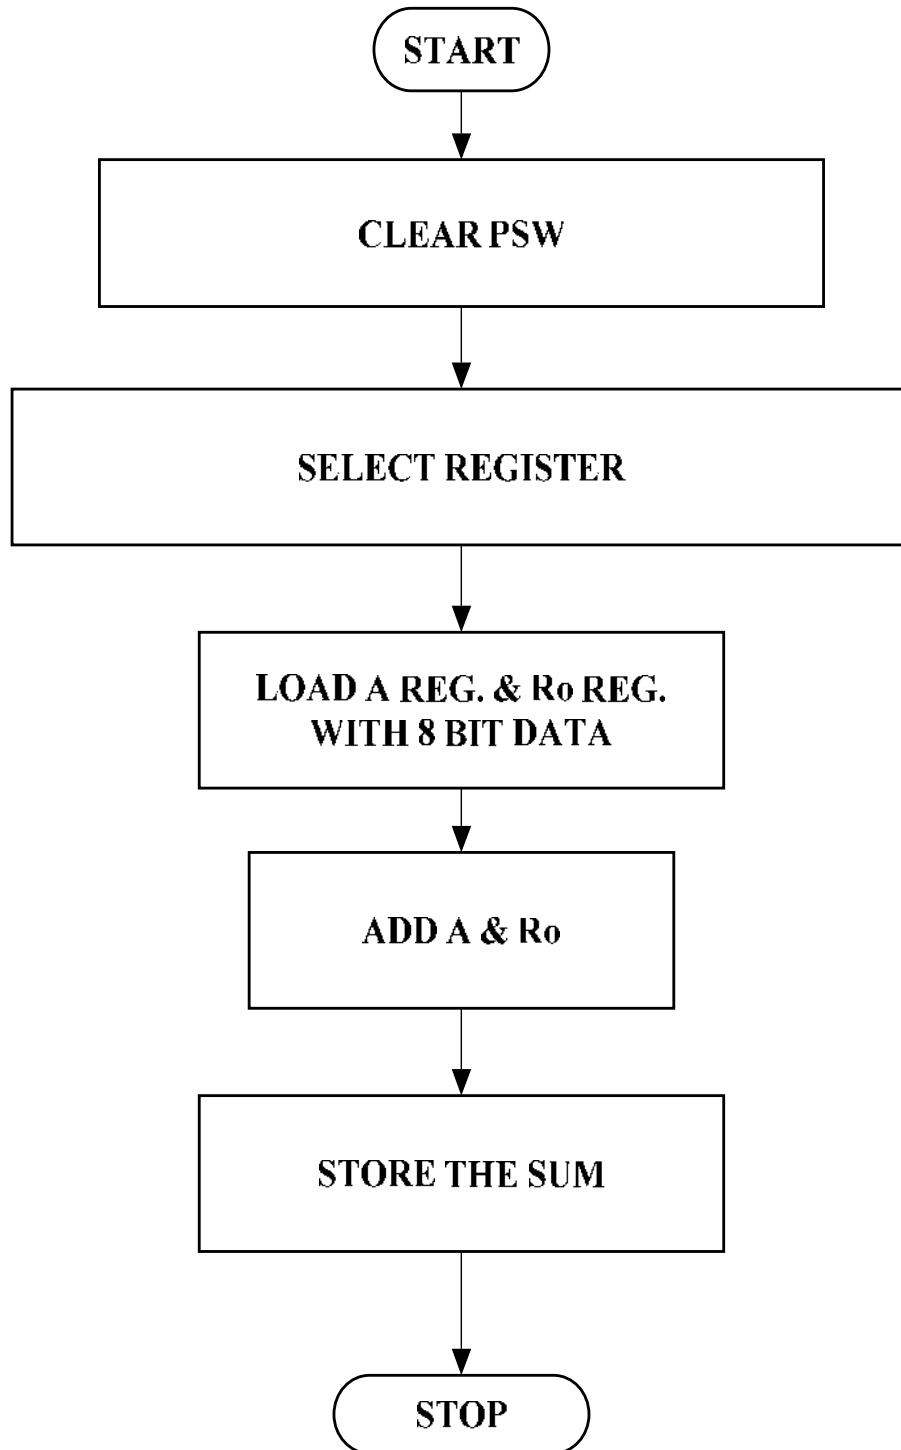 START
CLEAR PSW
SELECT REGISTER
LOAD A REG. & Ro REG.
WITH 8 BIT DATA
ADD A & Ro
STORE THE SUM
STOP